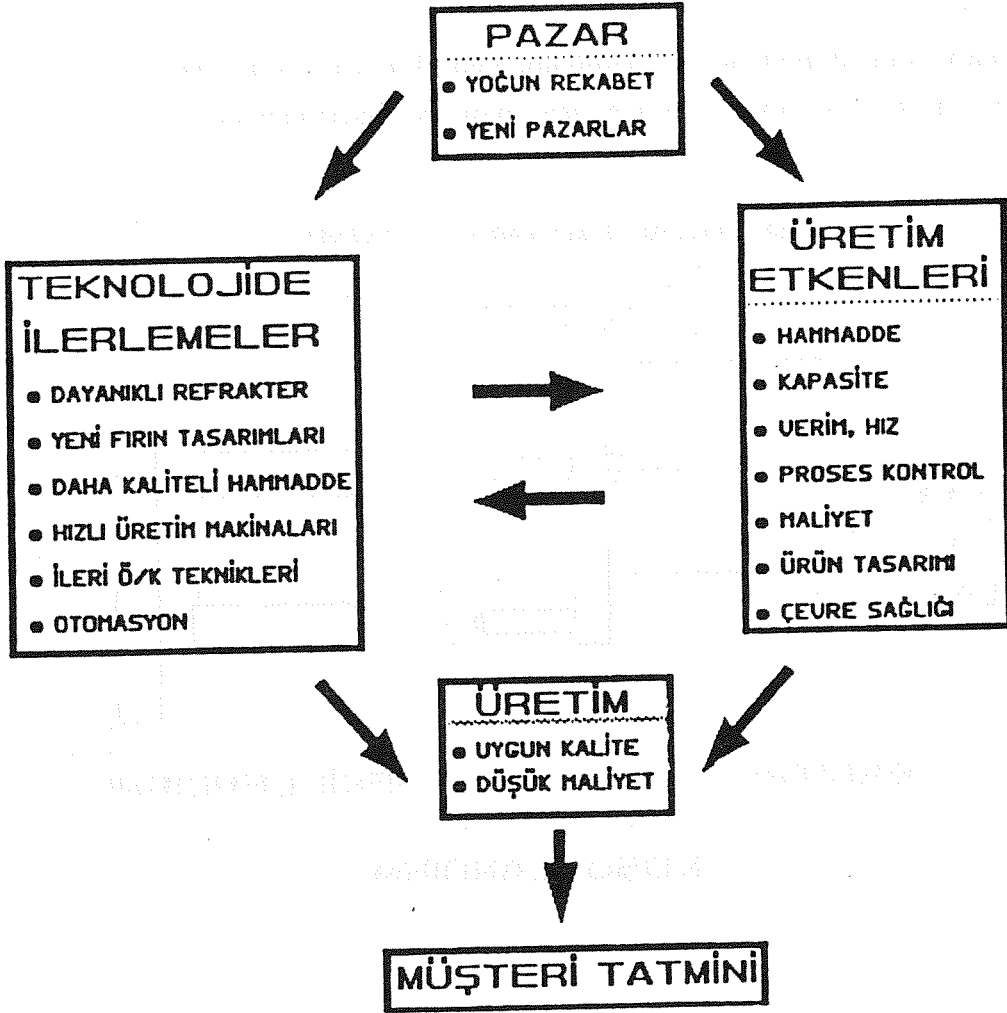 PAZAR
• YOĞUN REKABET
• YENİ PAZARLAR
TEKNOLOJİDE
İLERLEMELER
• DAYANIKLI REFRAKTER
• YENİ FIRIN TASARIMLARI
• DAHA KALİTELİ HAMMADDE
• HIZLI ÜRETİM MAKİNALARI
• İLERİ Ö/K TEKNİKLERİ
• OTOMASYON
ÜRETİM
ETKENLERİ
• HAMMADDE
• KAPASİTE
• VERİM, HIZ
• PROSES KONTROL
• MALİYET
• ÜRÜN TASARIMI
• ÇEVRE SAĞLIĞI
ÜRETİM
• UYGUN KALİTE
• DÜŞÜK MALİYET
MÜŞTERİ TATMİNİ